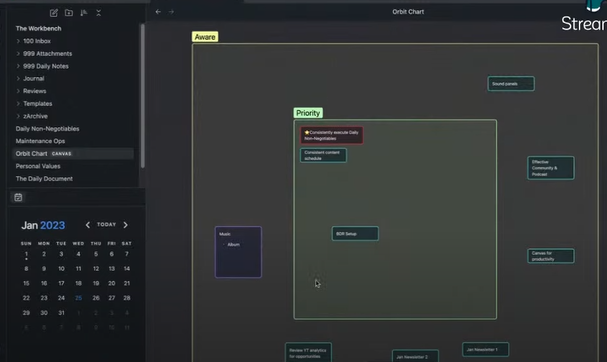 Orbit Chart
Strea
The Workbench
100 Inbox
999 Attachments
999 Daily Notes
Journal
Reviews
Templates
zArchive
Daily Non-Negotiables
Maintenance Ops
Orbit Chart CANVAS
Personal Values
The Daily Document
Jan 2023
TODAY
SUN MON TUE WED THU FRI SAT
1 2 3 4 5 6 7
8 9 10 11 12 13 14
15 16 17 18 19 20 21
22 23 24 25 26 27 28
29 30 31 1 2 3 4
5 6 7 8 9 10 11
Aware
Sound panels
Priority
⭐Consistently execute Daily
Non-Negotiables
Consistent content
schedule
Effective
Community &
Podcast
Music
Album
BDR Setup
Canvas for
productivity
Review YT analytics
for opportunities
Jan Newsletter 2
Jan Newsletter 1